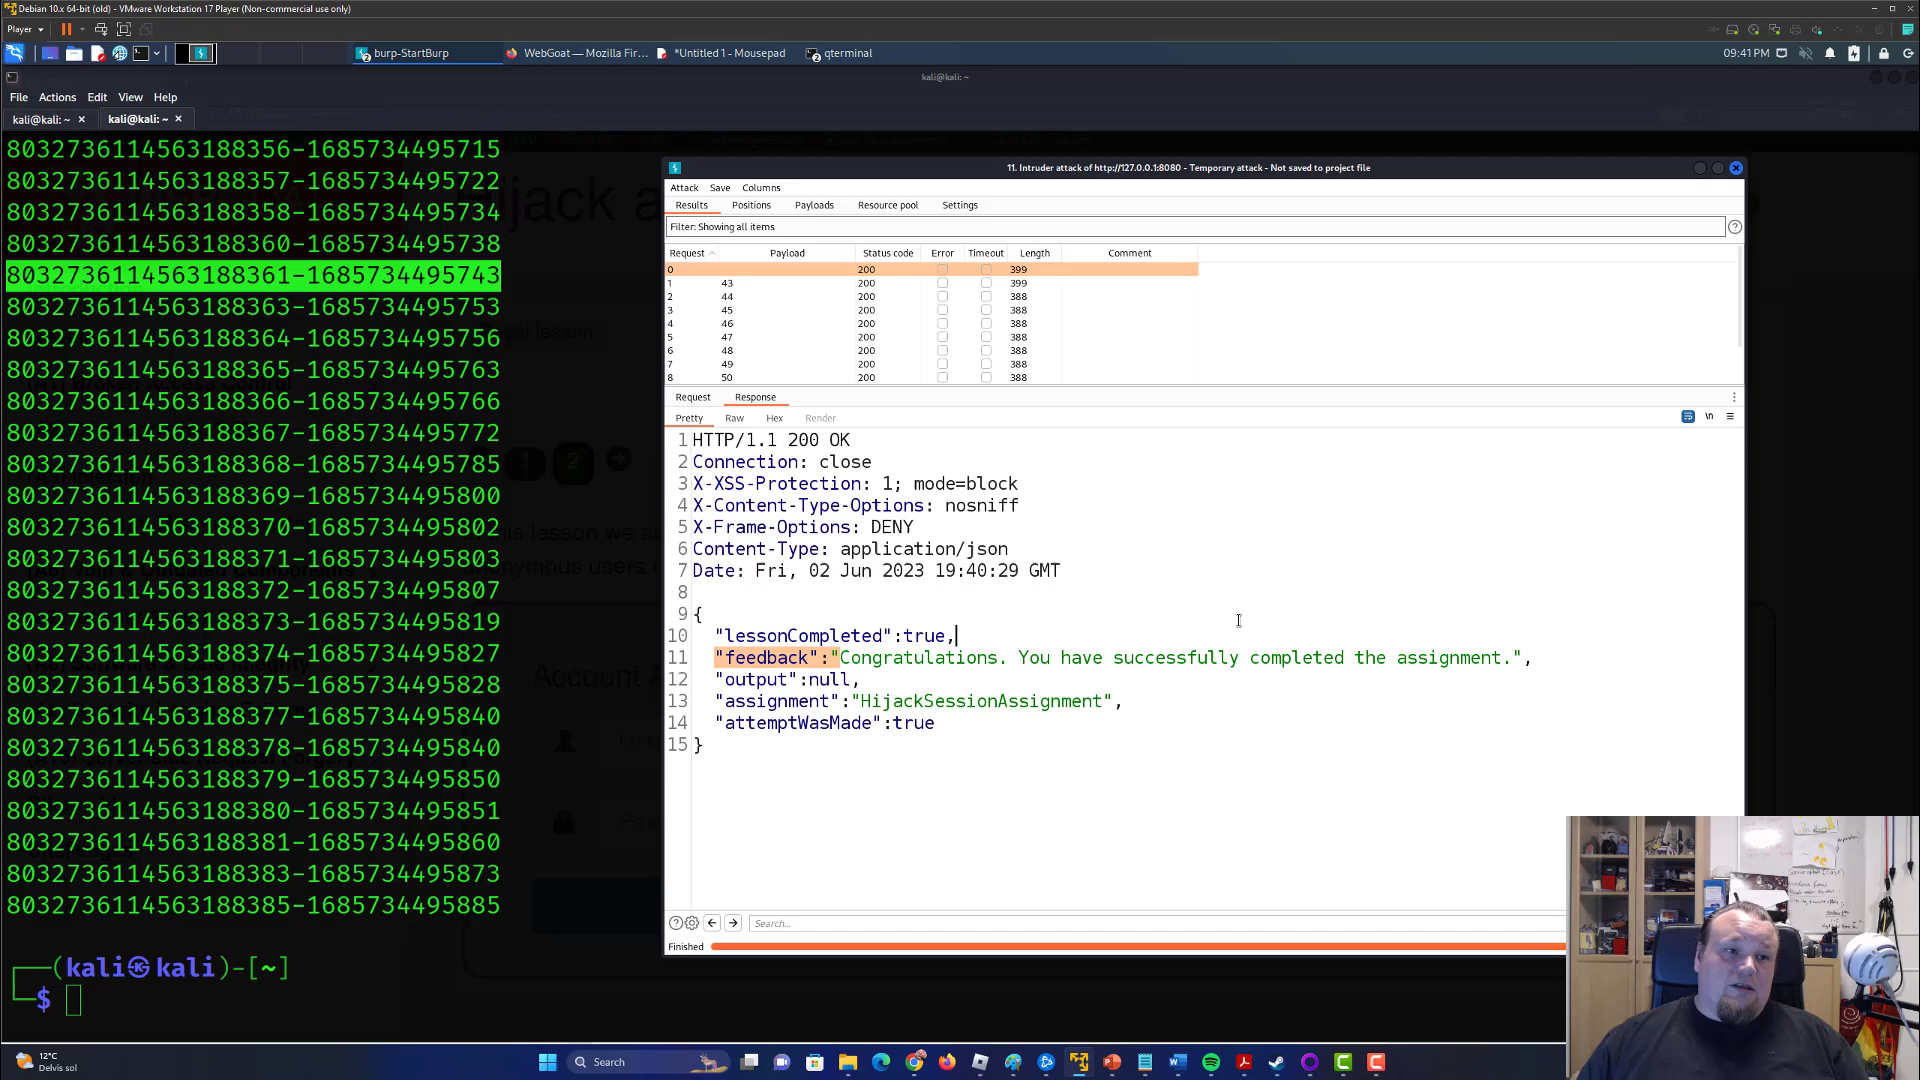 Debian 10.x 64-bit (old) - VMware Workstation 17 Player (Non-commercial use only)
Player
burp-StartBurp
WebGoat — Mozilla Fir...
*Untitled 1 - Mousepad
qterminal
09:41 PM
kali@kali: ~
File Actions Edit View Help
kali@kali: ~
kali@kali: ~
8032736114563188356-1685734495715
8032736114563188357-1685734495722
8032736114563188358-1685734495734
8032736114563188360-1685734495738
8032736114563188361-1685734495743
8032736114563188363-1685734495753
8032736114563188364-1685734495756
8032736114563188365-1685734495763
8032736114563188366-1685734495766
8032736114563188367-1685734495772
8032736114563188368-1685734495785
8032736114563188369-1685734495800
8032736114563188370-1685734495802
8032736114563188371-1685734495803
8032736114563188372-1685734495807
8032736114563188373-1685734495819
8032736114563188374-1685734495827
8032736114563188375-1685734495828
8032736114563188377-1685734495840
8032736114563188378-1685734495840
8032736114563188379-1685734495850
8032736114563188380-1685734495851
8032736114563188381-1685734495860
8032736114563188383-1685734495873
8032736114563188385-1685734495885
(kali㉿kali)-[~]
$
11. Intruder attack of http://127.0.0.1:8080 - Temporary attack - Not saved to project file
Attack Save Columns
Results Positions Payloads Resource pool Settings
Filter: Showing all items
Request Payload Status code Error Timeout Length Comment
0 200 399
1 43 200 399
2 44 200 388
3 45 200 388
4 46 200 388
5 47 200 388
6 48 200 388
7 49 200 388
8 50 200 388
Request Response
Pretty Raw Hex Render
\n
1 HTTP/1.1 200 OK
2 Connection: close
3 X-XSS-Protection: 1; mode=block
4 X-Content-Type-Options: nosniff
5 X-Frame-Options: DENY
6 Content-Type: application/json
7 Date: Fri, 02 Jun 2023 19:40:29 GMT
8
9 {
10 "lessonCompleted":true,
11 "feedback":"Congratulations. You have successfully completed the assignment.",
12 "output":null,
13 "assignment":"HijackSessionAssignment",
14 "attemptWasMade":true
15 }
Search...
Finished
12°C
Delvis sol
Search